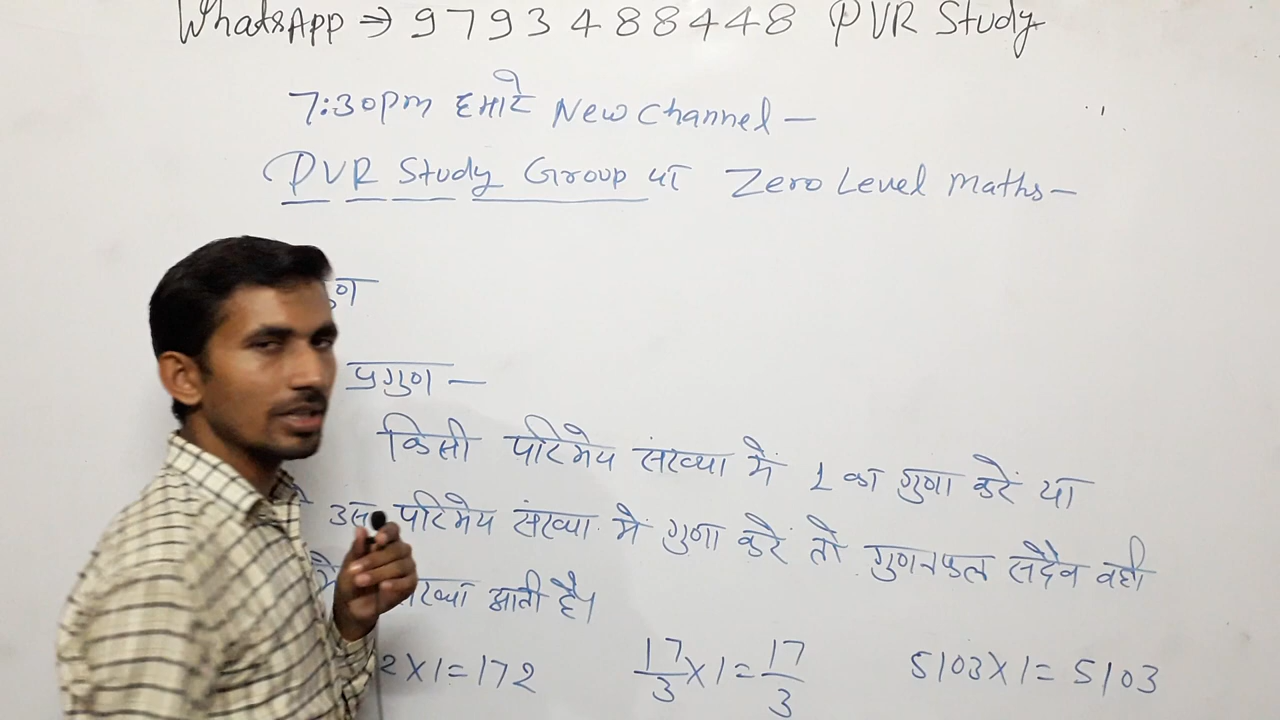 WhatsApp ⇒ 9793488448 PVR Study
7:30pm हमारे New Channel —
PVR Study Group पर Zero Level Maths —
प्रगुण —
किसी परिमेय संख्या में 1 का गुणा करें या
उस परिमेय संख्या में गुणा करें तो गुणनफल सदैव वही
संख्या आती है।
2 X 1 = 172 17/3 X 1 = 17/3 5103 X 1 = 5103